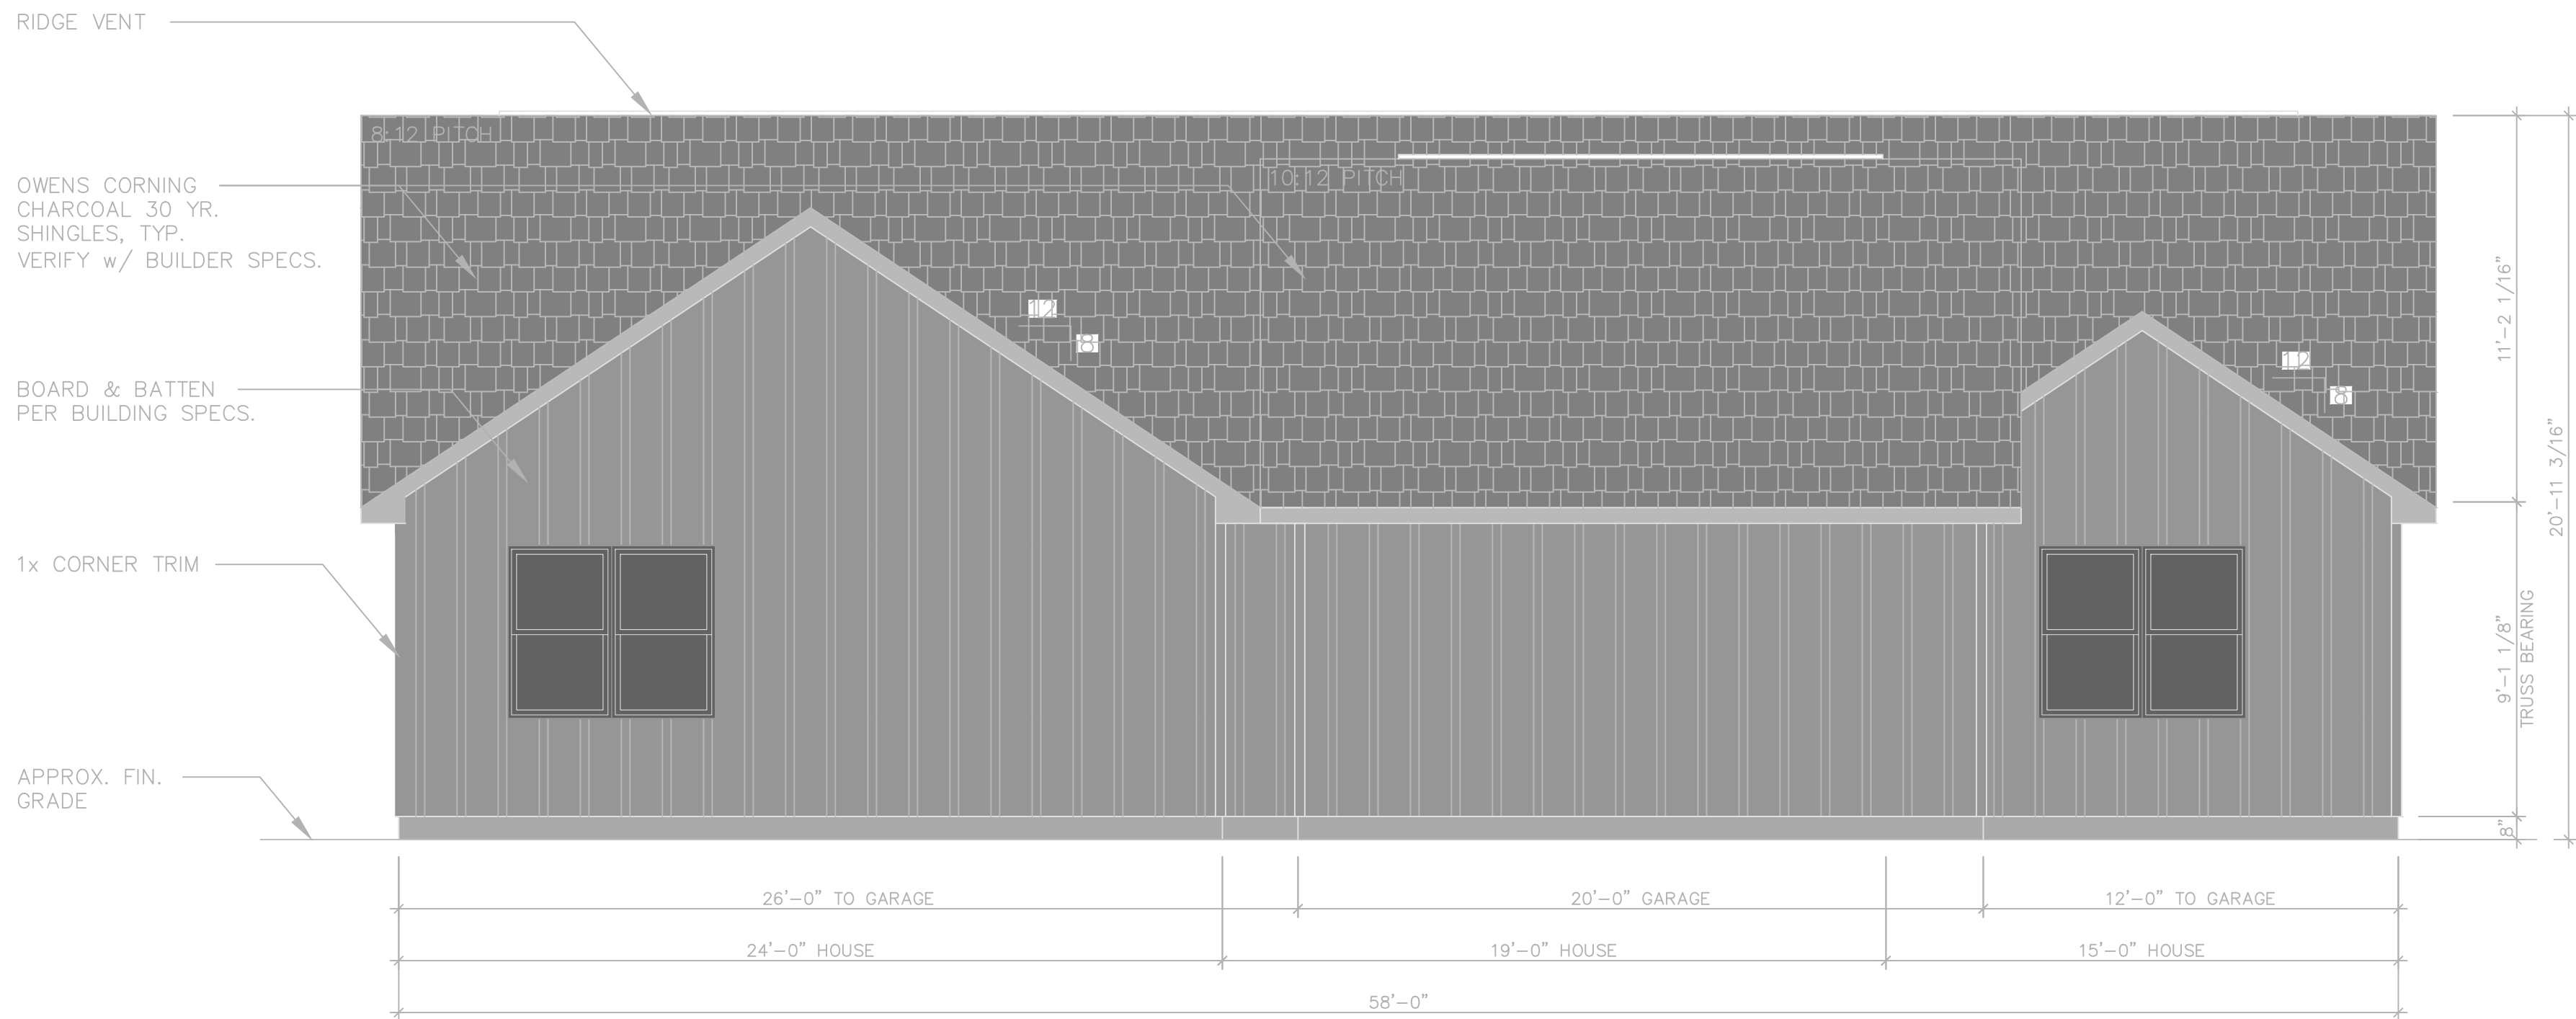 RIDGE VENT
8:12 PITCH
10:12 PITCH
OWENS CORNING
CHARCOAL 30 YR.
SHINGLES, TYP.
VERIFY w/ BUILDER SPECS.
12
8
12
8
BOARD & BATTEN
PER BUILDING SPECS.
1x CORNER TRIM
APPROX. FIN.
GRADE
11'-2 1/16"
20'-11 3/16"
9'-1 1/8"
TRUSS BEARING
8"
26'-0" TO GARAGE
20'-0" GARAGE
12'-0" TO GARAGE
24'-0" HOUSE
19'-0" HOUSE
15'-0" HOUSE
58'-0"